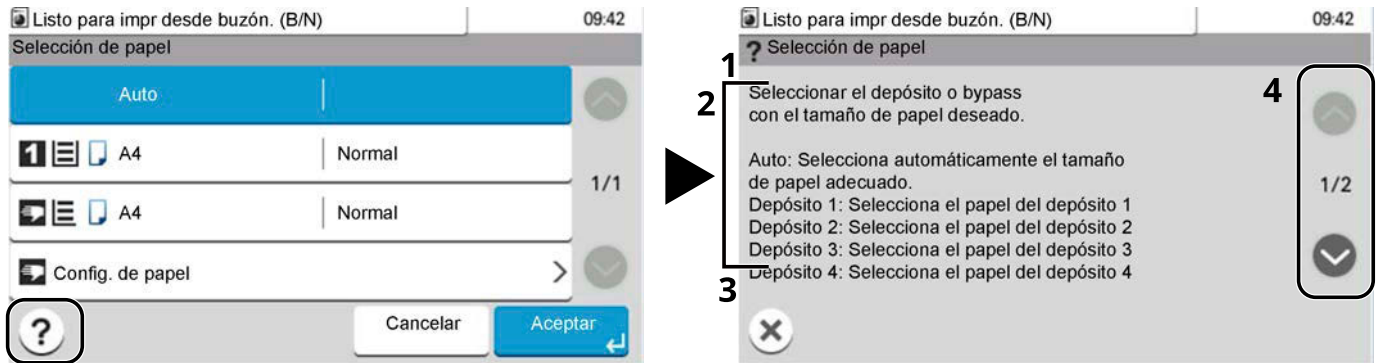 Listo para impr desde buzón. (B/N)
09:42
Selección de papel
Auto
1 A4
Normal
1/1
A4
Normal
Config. de papel
?
Cancelar
Aceptar
Listo para impr desde buzón. (B/N)
09:42
? Selección de papel
1
2
Seleccionar el depósito o bypass
con el tamaño de papel deseado.
Auto: Selecciona automáticamente el tamaño
de papel adecuado.
Depósito 1: Selecciona el papel del depósito 1
Depósito 2: Selecciona el papel del depósito 2
Depósito 3: Selecciona el papel del depósito 3
Depósito 4: Selecciona el papel del depósito 4
3
4
1/2